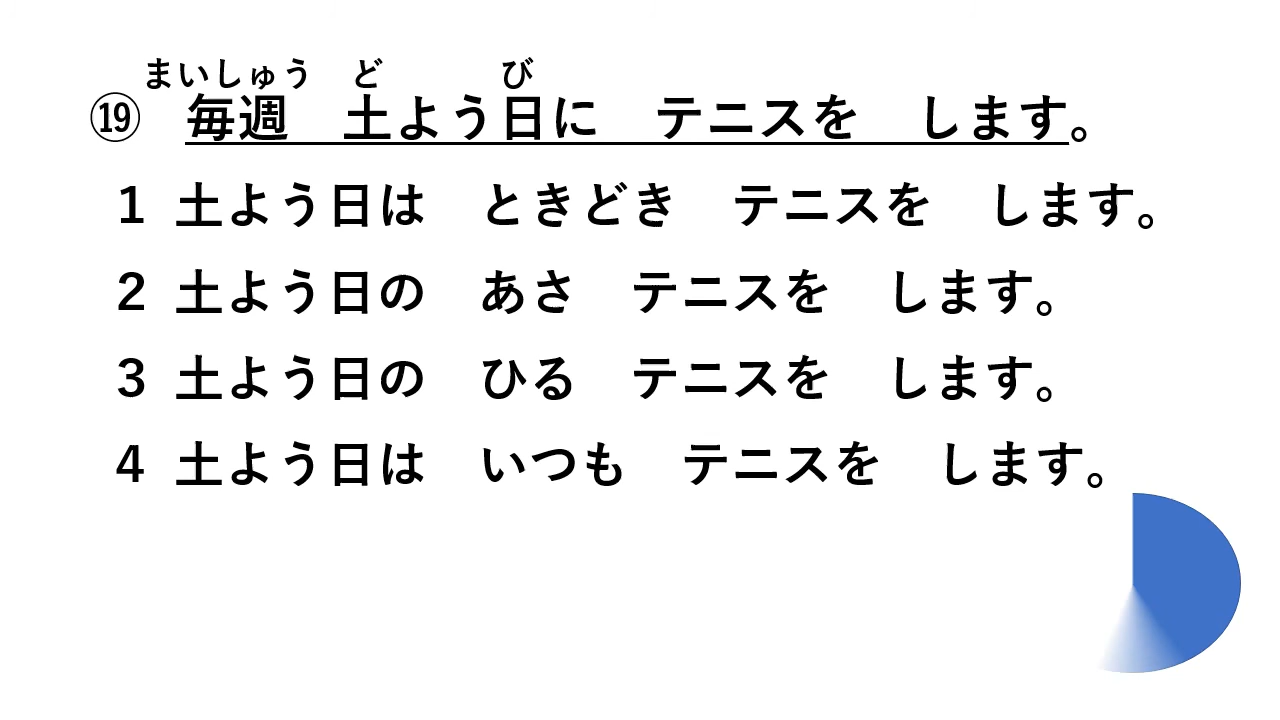 まいしゅう　ど　び
⑲　毎週　土よう日に　テニスを　します。
1　土よう日は　ときどき　テニスを　します。
2　土よう日の　あさ　テニスを　します。
3　土よう日の　ひる　テニスを　します。
4　土よう日は　いつも　テニスを　します。